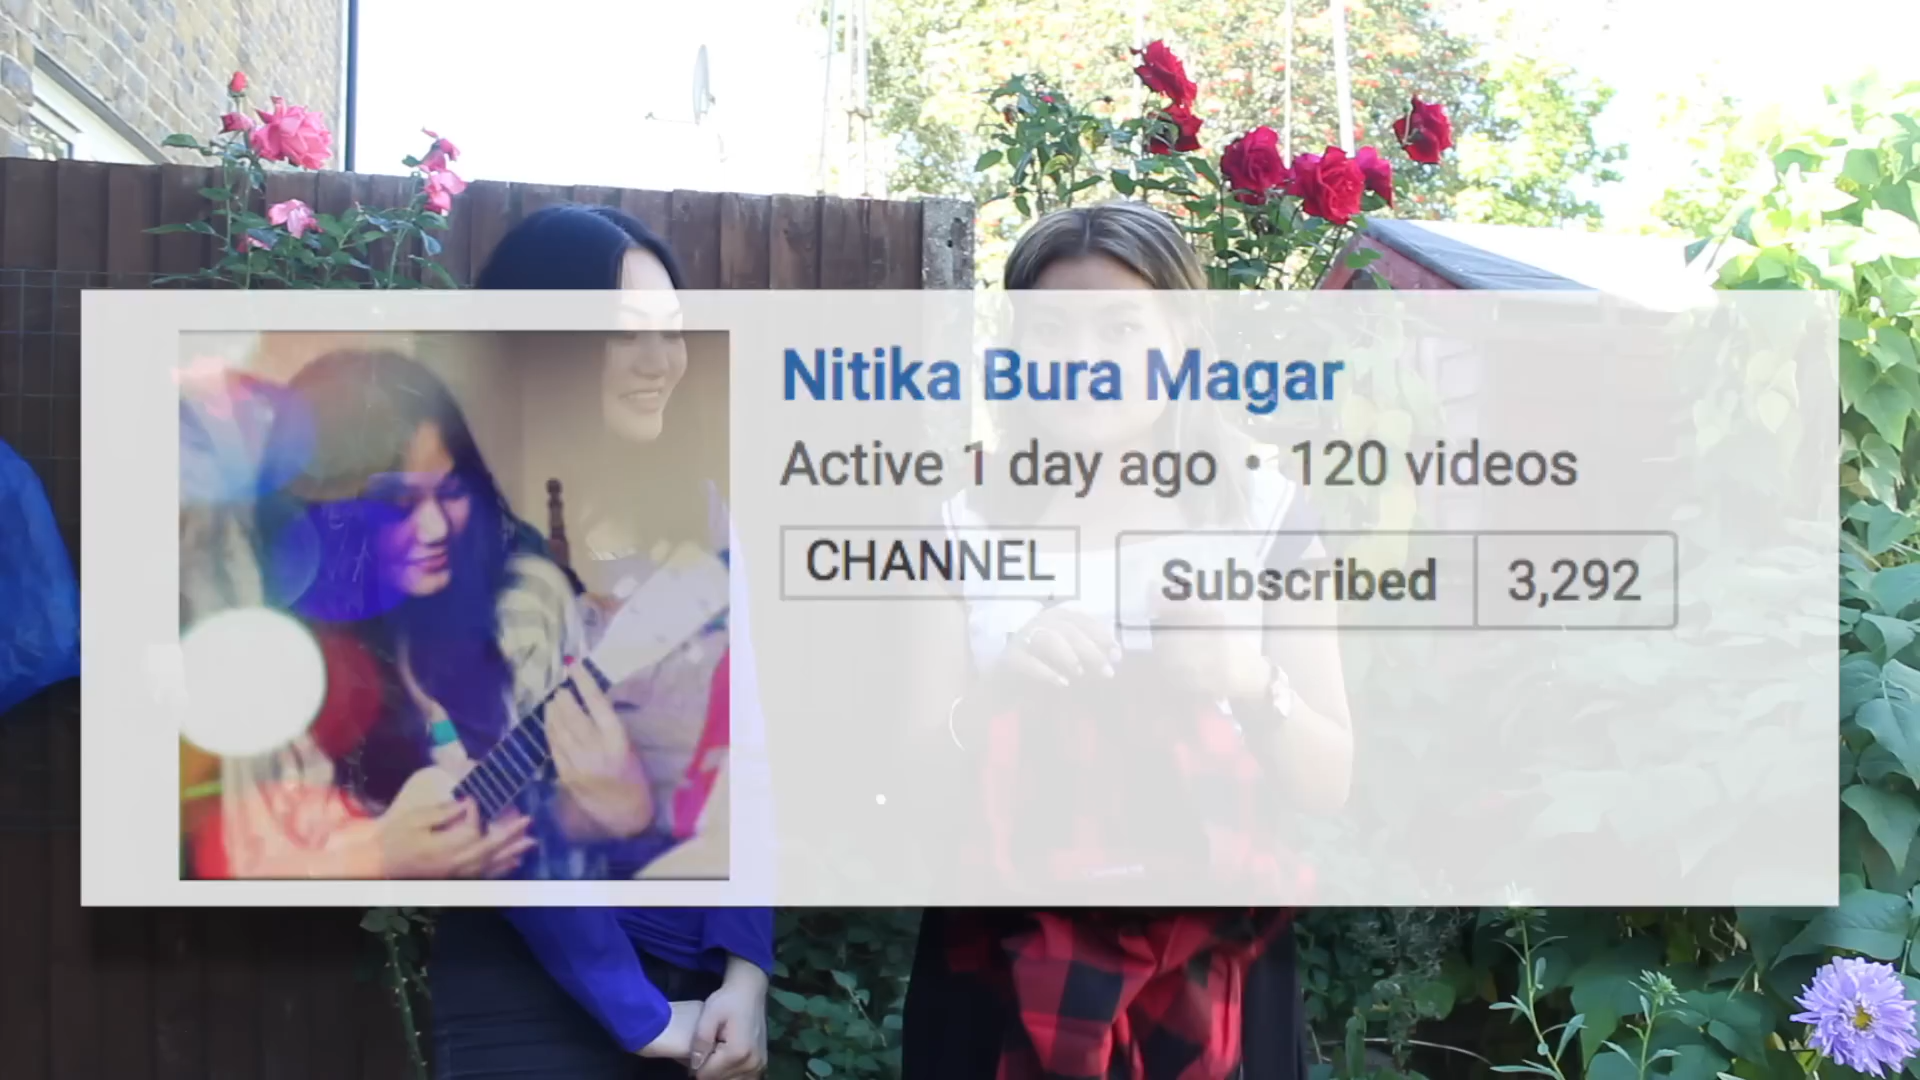 Nitika Bura Magar
Active 1 day ago • 120 videos
CHANNEL
Subscribed 3,292